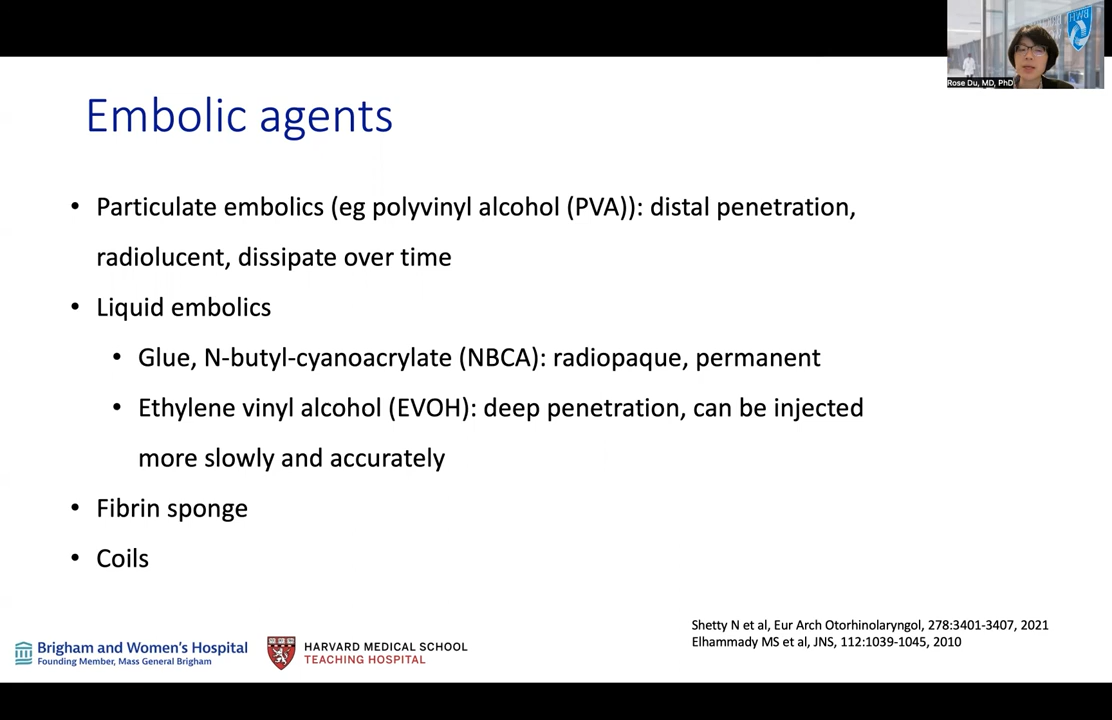 Rose Du, MD, PhD
Embolic agents
• Particulate embolics (eg polyvinyl alcohol (PVA)): distal penetration,
radiolucent, dissipate over time
• Liquid embolics
• Glue, N-butyl-cyanoacrylate (NBCA): radiopaque, permanent
• Ethylene vinyl alcohol (EVOH): deep penetration, can be injected
more slowly and accurately
• Fibrin sponge
• Coils
Shetty N et al, Eur Arch Otorhinolaryngol, 278:3401-3407, 2021
Elhammady MS et al, JNS, 112:1039-1045, 2010
Brigham and Women's Hospital
Founding Member, Mass General Brigham
HARVARD MEDICAL SCHOOL
TEACHING HOSPITAL